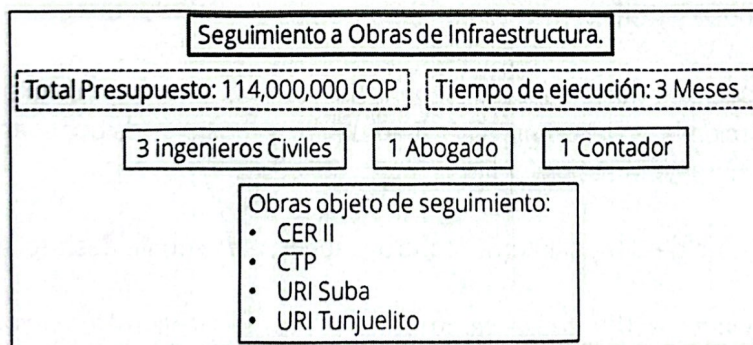 Seguimiento a Obras de Infraestructura.
Total Presupuesto: 114,000,000 COP
Tiempo de ejecución: 3 Meses
3 ingenieros Civiles
1 Abogado
1 Contador
Obras objeto de seguimiento:
• CER II
• CTP
• URI Suba
• URI Tunjuelito